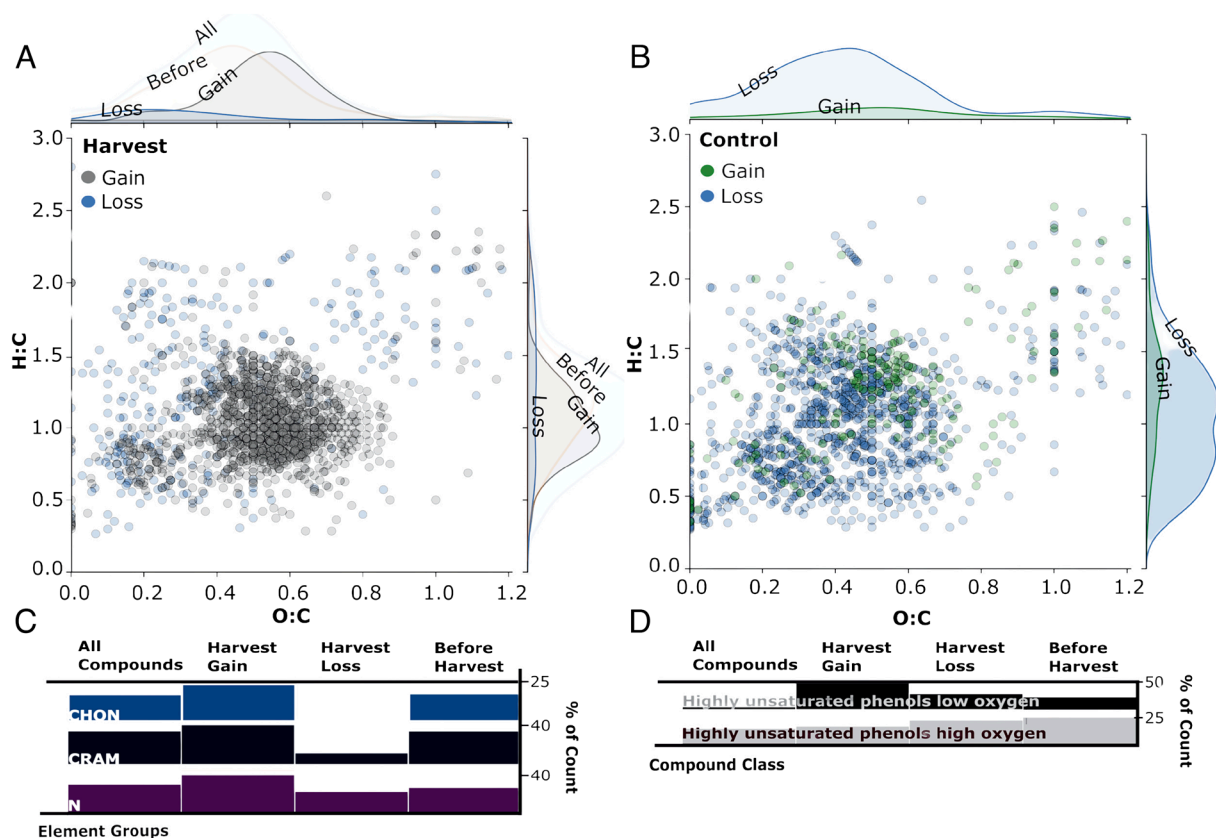 A
All
Before
Gain
Loss
3.0
Harvest
Gain
Loss
2.5
2.0
H:C
1.5
1.0
0.5
0.0
0.0
0.2
0.4
0.6
0.8
1.0
1.2
O:C
All
Before
Gain
Loss
B
Loss
Gain
3.0
Control
Gain
Loss
2.5
2.0
H:C
1.5
1.0
0.5
0.0
0.0
0.2
0.4
0.6
0.8
1.0
1.2
O:C
Loss
Gain
C
All
Compounds
Harvest
Gain
Harvest
Loss
Before
Harvest
25
CHON
40
CRAM
40
N
% of Count
Element Groups
D
All
Compounds
Harvest
Gain
Harvest
Loss
Before
Harvest
50
Highly unsaturated phenols low oxygen
25
Highly unsaturated phenols high oxygen
% of Count
Compound Class